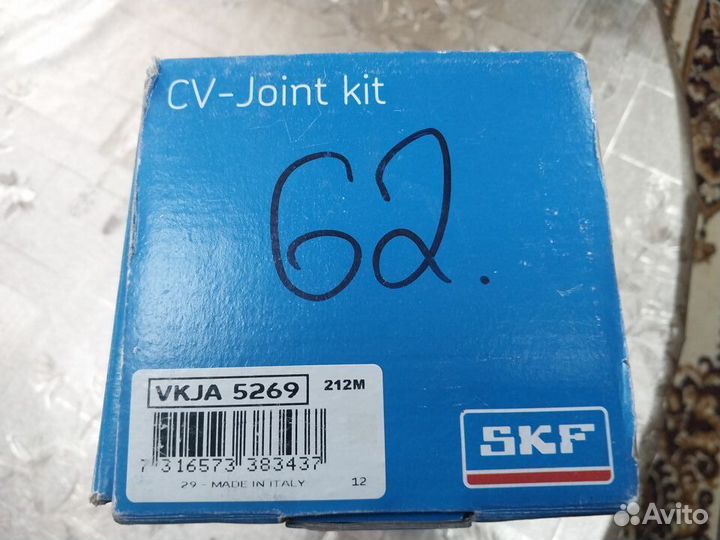 CV-Joint kit
62.
VKJA 5269 212M
7 316573 383437
29 - MADE IN ITALY 12
SKF
Avito